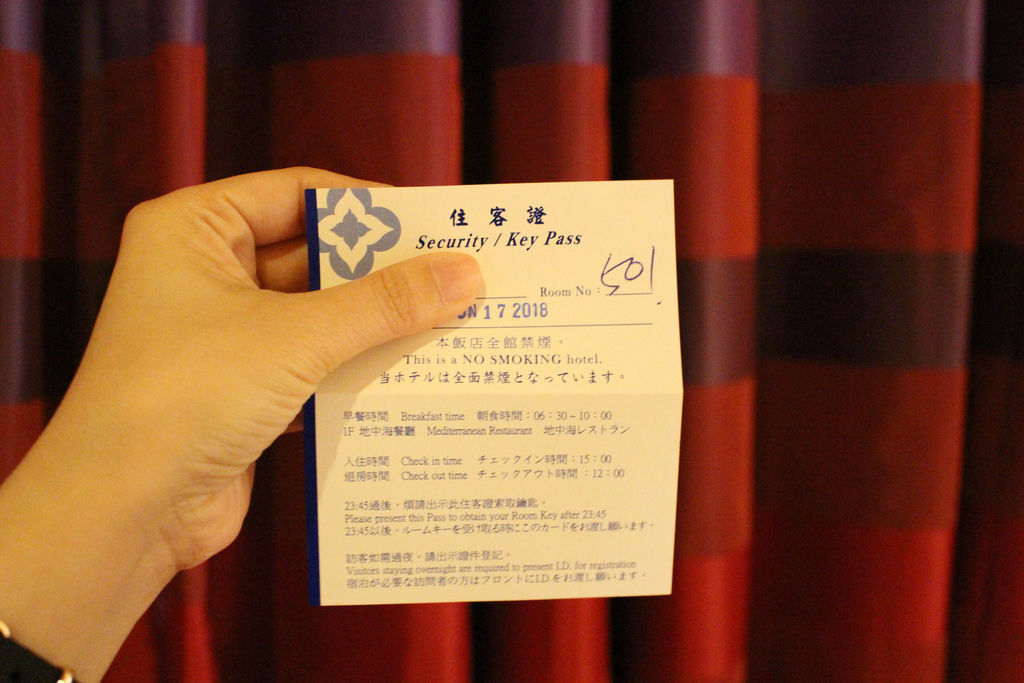 住客證
Security / Key Pass
Room No : 501
17 2018
本飯店全館禁煙。
This is a NO SMOKING hotel.
当ホテルは全面禁煙となっています。
早餐時間 Breakfast time 朝食時間：06：30～10：00
1F 地中海餐廳 Mediterranean Restaurant 地中海レストラン
入住時間 Check in time チェックイン時間：15：00
退房時間 Check out time チェックアウト時間：12：00
23:45過後，煩請出示此住客證索取鑰匙。
Please present this Pass to obtain your Room Key after 23:45
23:45以後，ルームキーを受け取る時にこのカードをお渡し願います。
訪客如需過夜，請出示證件登記。
Visitors staying overnight are required to present I.D. for registration
宿泊が必要な訪問者の方はフロントにI.D.をお渡し願います。